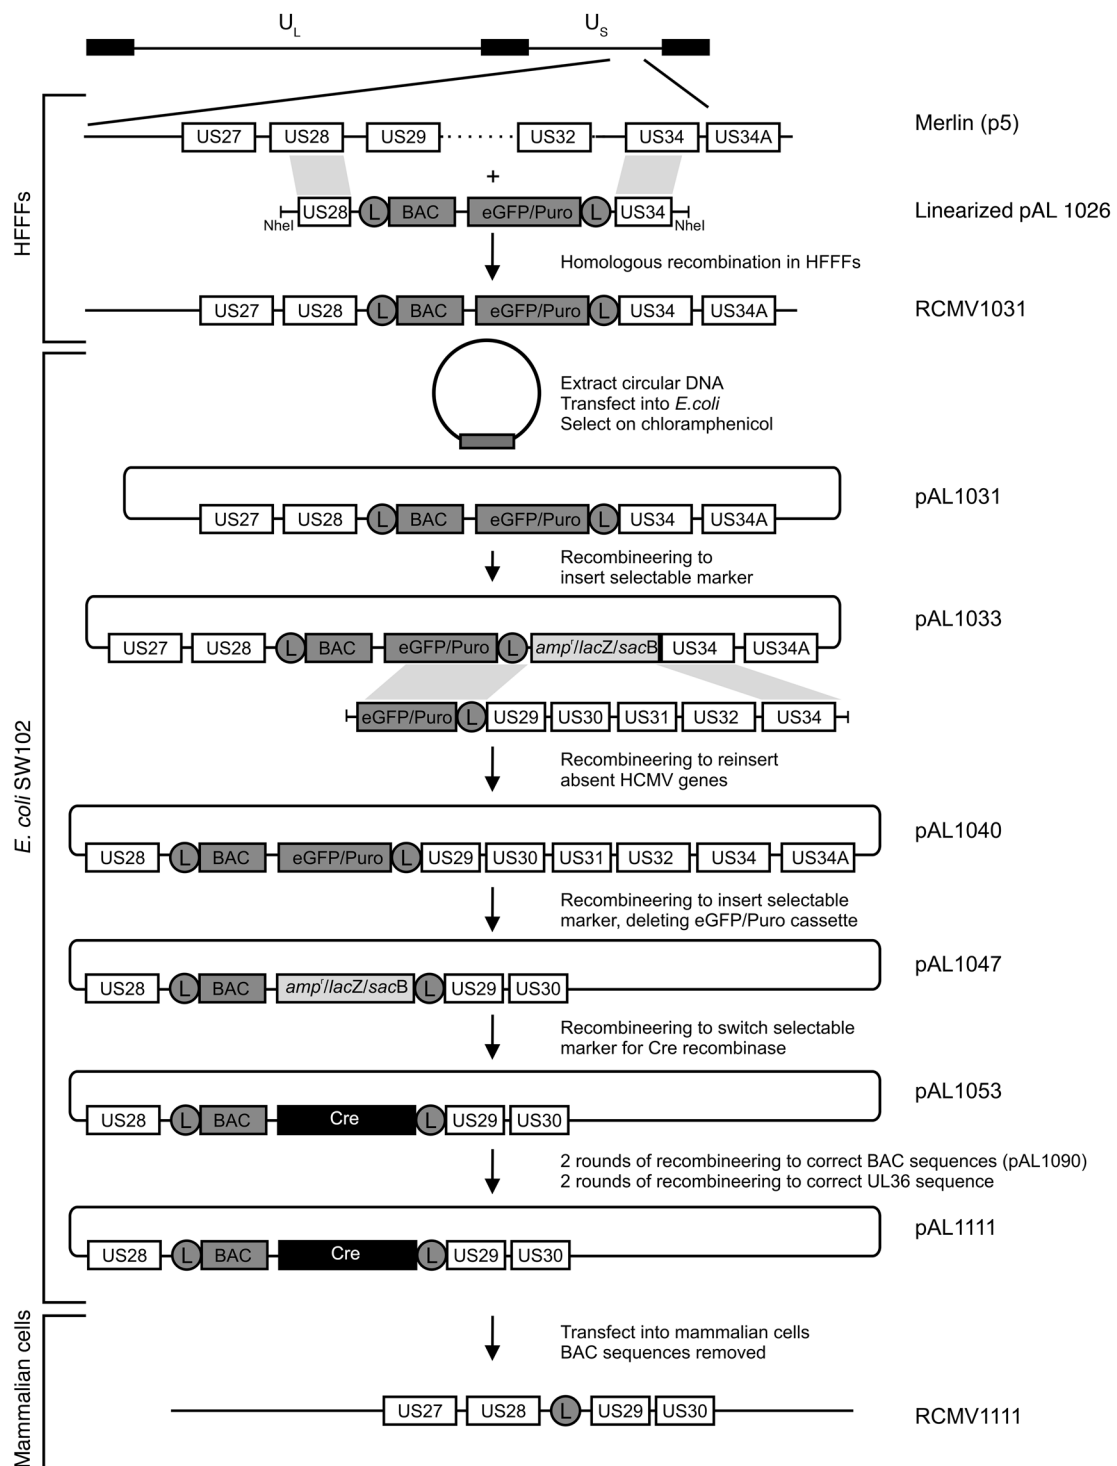 U_L U_S
HFFFs
US27 US28 US29 US32 US34 US34A
Merlin (p5)
+
NheI US28 L BAC eGFP/Puro L US34 NheI
Linearized pAL 1026
Homologous recombination in HFFFs
US27 US28 L BAC eGFP/Puro L US34 US34A
RCMV1031
E. coli SW102
Extract circular DNA
Transfect into E.coli
Select on chloramphenicol
US27 US28 L BAC eGFP/Puro L US34 US34A
pAL1031
Recombineering to
insert selectable marker
US27 US28 L BAC eGFP/Puro L amp^r/lacZ/sacB US34 US34A
pAL1033
eGFP/Puro L US29 US30 US31 US32 US34
Recombineering to reinsert
absent HCMV genes
US28 L BAC eGFP/Puro L US29 US30 US31 US32 US34 US34A
pAL1040
Recombineering to insert selectable
marker, deleting eGFP/Puro cassette
US28 L BAC amp^r/lacZ/sacB L US29 US30
pAL1047
Recombineering to switch selectable
marker for Cre recombinase
US28 L BAC Cre L US29 US30
pAL1053
2 rounds of recombineering to correct BAC sequences (pAL1090)
2 rounds of recombineering to correct UL36 sequence
US28 L BAC Cre L US29 US30
pAL1111
Mammalian cells
Transfect into mammalian cells
BAC sequences removed
US27 US28 L US29 US30
RCMV1111